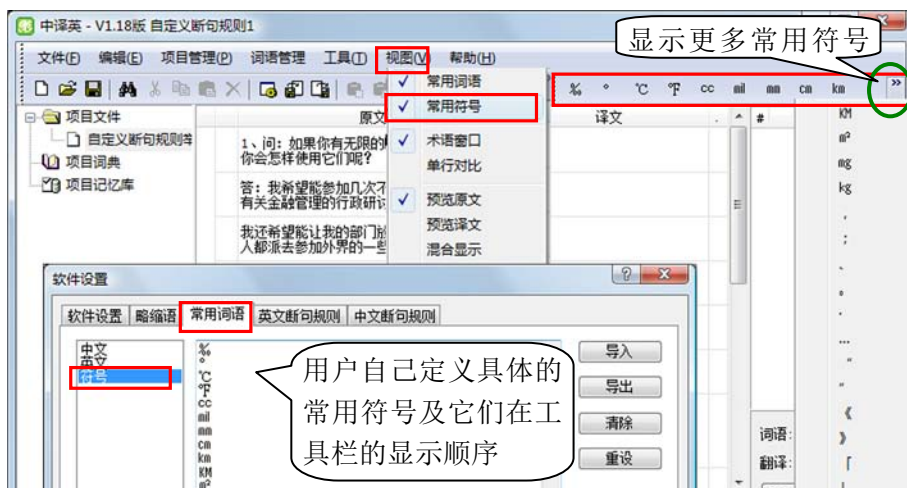 中译英 - V1.18版 自定义断句规则1
显示更多常用符号
文件(F) 编辑(E) 项目管理(P) 词语管理 工具(T) 视图(V) 帮助(H)
‰ ° ℃ ℉ cc mil mm cm km »
常用词语
常用符号
术语窗口
单行对比
预览原文
预览译文
混合显示
项目文件
自定义断句规则
项目词典
项目记忆库
原文
译文
#
1、问: 如果你有无限的
你会怎样使用它们呢?
答: 我希望能参加几次不
有关金融管理的行政研讨
我还希望能让我的部门
人都派去参加外界的一些
KM
m²
mg
kg
,
;
、
。
·
…
“
”
《
》
「
软件设置
软件设置 略缩语 常用词语 英文断句规则 中文断句规则
中文
英文
符号
‰
°
℃
℉
cc
mil
mm
cm
km
KM
m²
用户自己定义具体的
常用符号及它们在工
具栏的显示顺序
导入
导出
清除
重设
词语:
翻译: